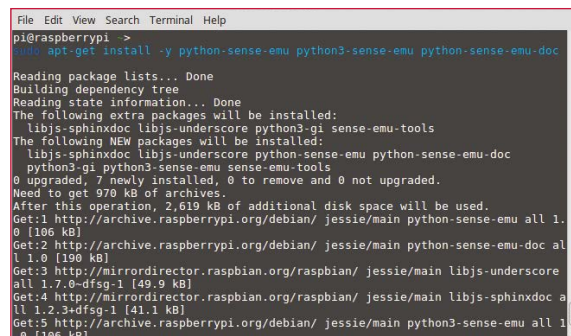 File Edit View Search Terminal Help
pi@raspberrypi ~>
sudo apt-get install -y python-sense-emu python3-sense-emu python-sense-emu-doc
Reading package lists... Done
Building dependency tree
Reading state information... Done
The following extra packages will be installed:
libjs-sphinxdoc libjs-underscore python3-gi sense-emu-tools
The following NEW packages will be installed:
libjs-sphinxdoc libjs-underscore python-sense-emu python-sense-emu-doc
python3-gi python3-sense-emu sense-emu-tools
0 upgraded, 7 newly installed, 0 to remove and 0 not upgraded.
Need to get 970 kB of archives.
After this operation, 2,619 kB of additional disk space will be used.
Get:1 http://archive.raspberrypi.org/debian/ jessie/main python-sense-emu all 1.
0 [106 kB]
Get:2 http://archive.raspberrypi.org/debian/ jessie/main python-sense-emu-doc al
l 1.0 [190 kB]
Get:3 http://mirrordirector.raspbian.org/raspbian/ jessie/main libjs-underscore
all 1.7.0~dfsg-1 [49.9 kB]
Get:4 http://mirrordirector.raspbian.org/raspbian/ jessie/main libjs-sphinxdoc a
ll 1.2.3+dfsg-1 [41.1 kB]
Get:5 http://archive.raspberrypi.org/debian/ jessie/main python3-sense-emu all 1
.0 [106 kB]